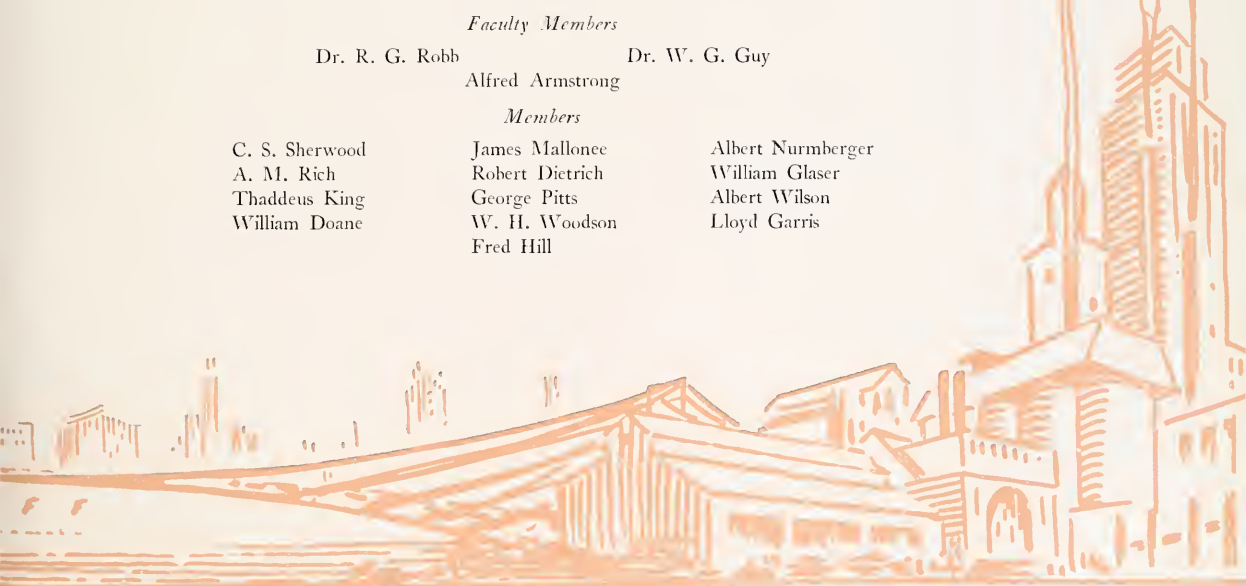 Faculty Members
Dr. R. G. Robb Dr. W. G. Guy
Alfred Armstrong
Members
C. S. Sherwood James Mallonee Albert Nurmberger
A. M. Rich Robert Dietrich William Glaser
Thaddeus King George Pitts Albert Wilson
William Doane W. H. Woodson Lloyd Garris
Fred Hill